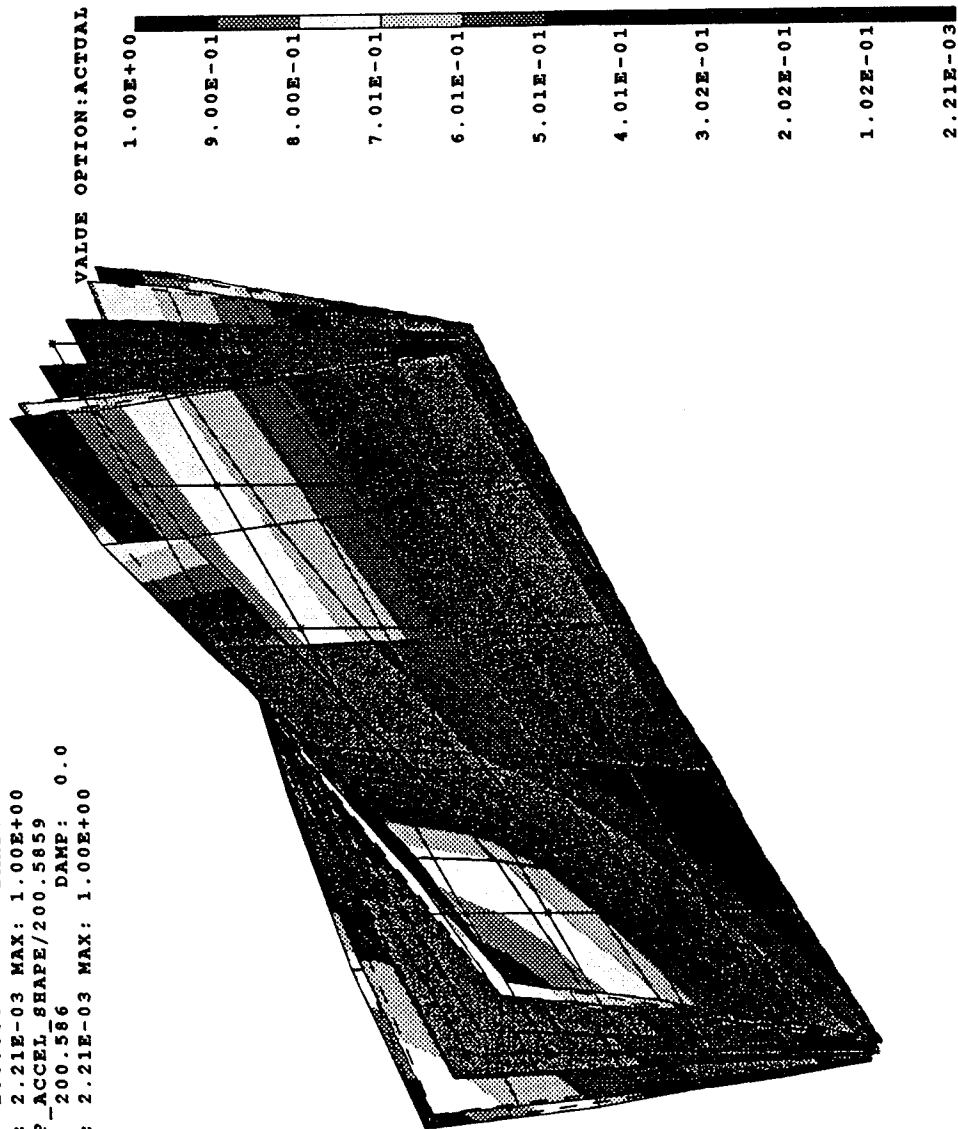 : 2.21E-03 MAX: 1.00E+00
P_ACCEL_SHAPE/200.5859
200.586 DAMP: 0.0
: 2.21E-03 MAX: 1.00E+00
VALUE OPTION:ACTUAL
1.00E+00
9.00E-01
8.00E-01
7.01E-01
6.01E-01
5.01E-01
4.01E-01
3.02E-01
2.02E-01
1.02E-01
2.21E-03